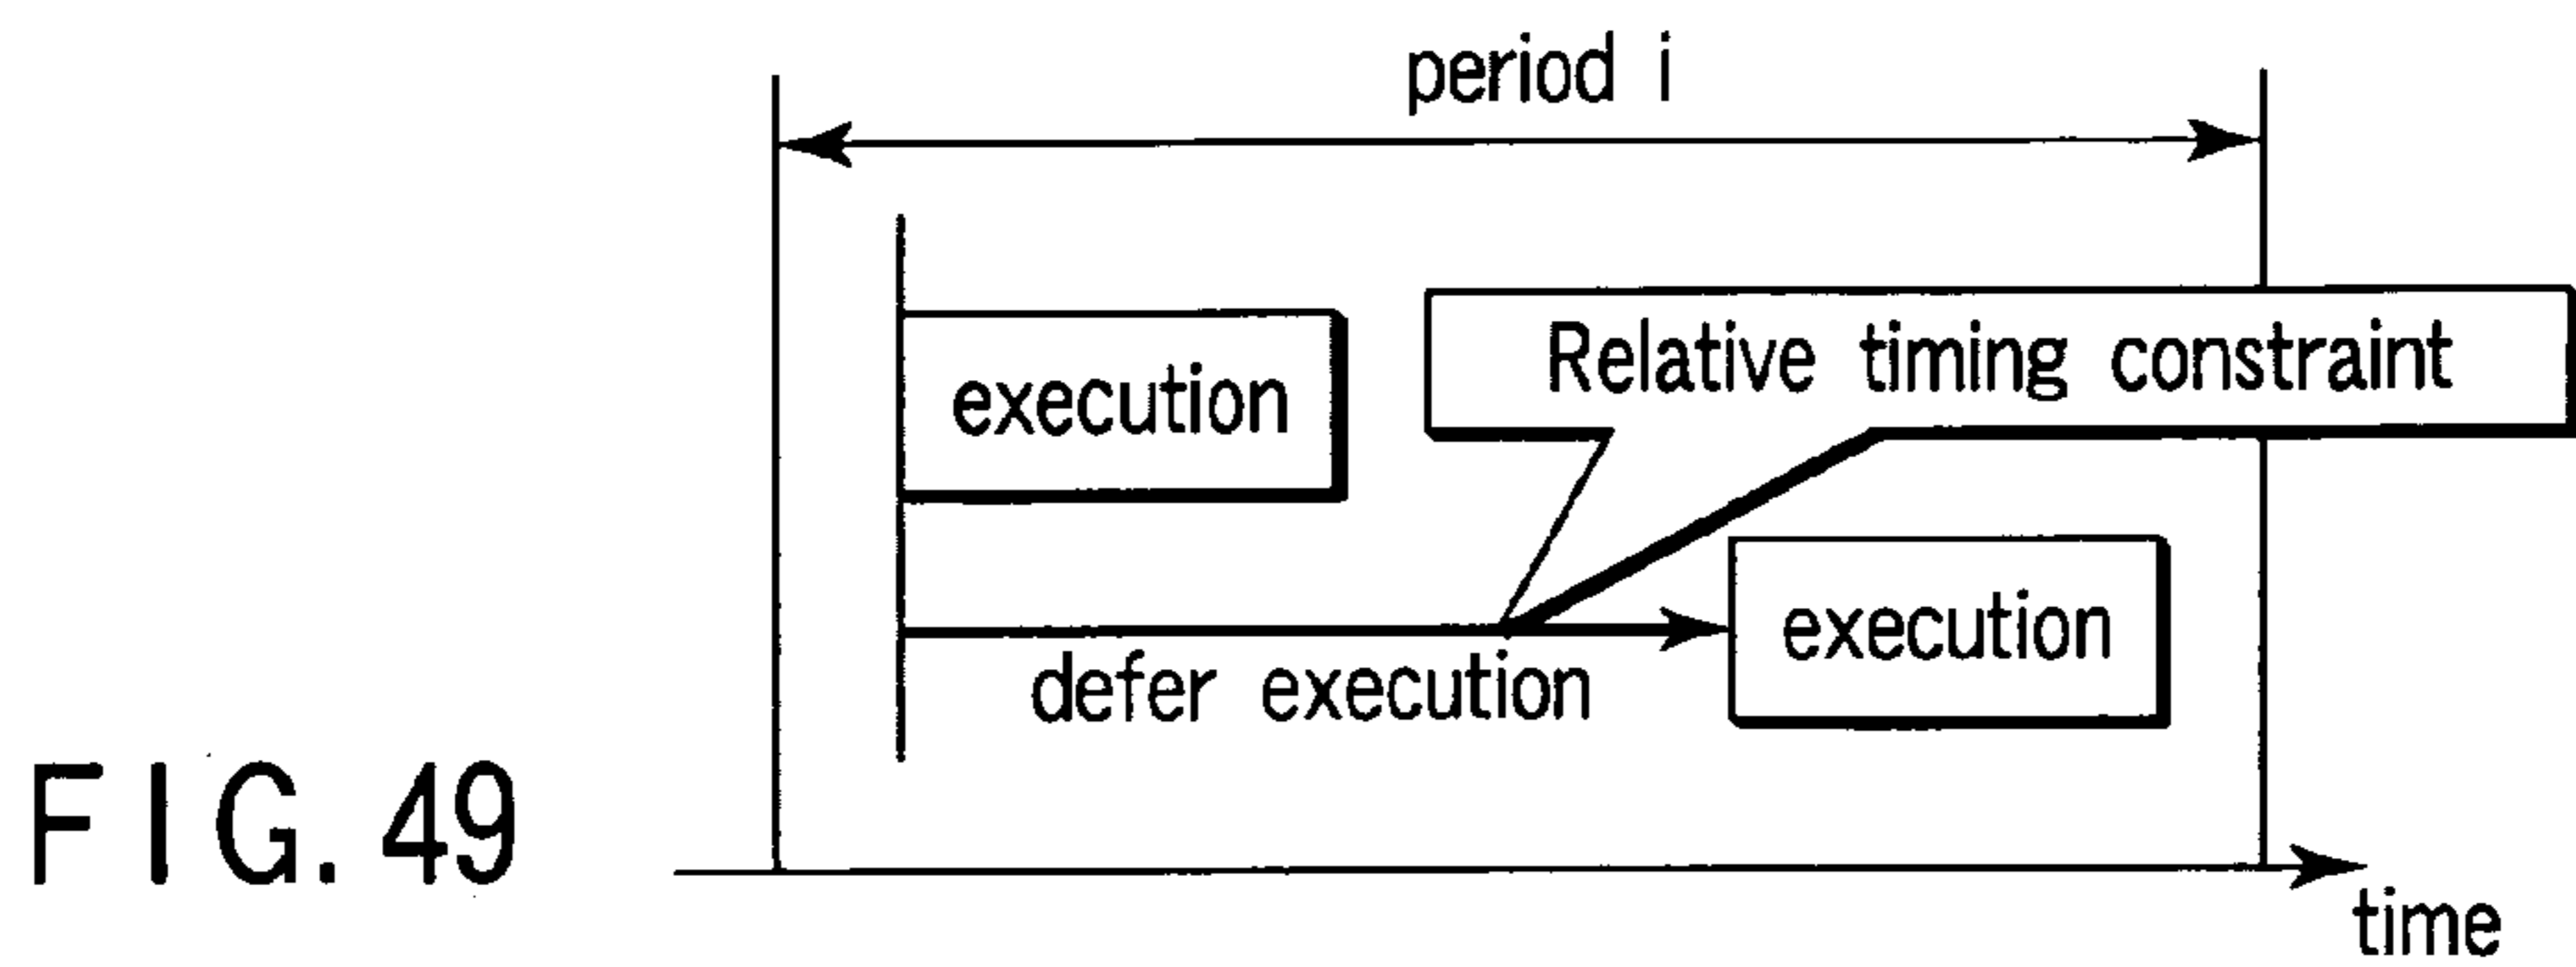 period i
Relative timing constraint
execution
execution
defer execution
FIG. 49
time